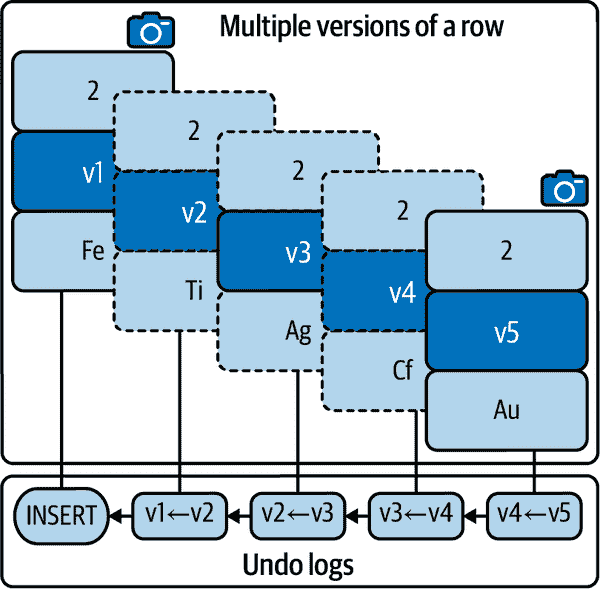 Multiple versions of a row
2
v1
Fe
2
v2
Ti
2
v3
Ag
2
v4
Cf
2
v5
Au
INSERT
v1←v2
v2←v3
v3←v4
v4←v5
Undo logs